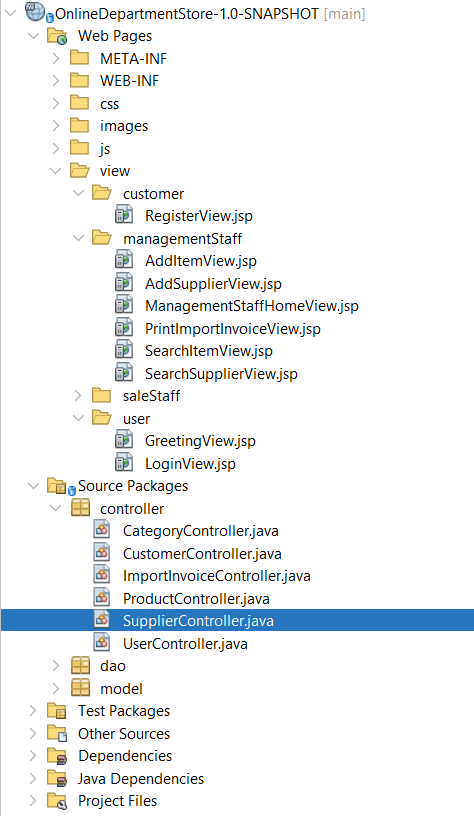 OnlineDepartmentStore-1.0-SNAPSHOT [main]
Web Pages
META-INF
WEB-INF
css
images
js
view
customer
RegisterView.jsp
managementStaff
AddItemView.jsp
AddSupplierView.jsp
ManagementStaffHomeView.jsp
PrintImportInvoiceView.jsp
SearchItemView.jsp
SearchSupplierView.jsp
saleStaff
user
GreetingView.jsp
LoginView.jsp
Source Packages
controller
CategoryController.java
CustomerController.java
ImportInvoiceController.java
ProductController.java
SupplierController.java
UserController.java
dao
model
Test Packages
Other Sources
Dependencies
Java Dependencies
Project Files